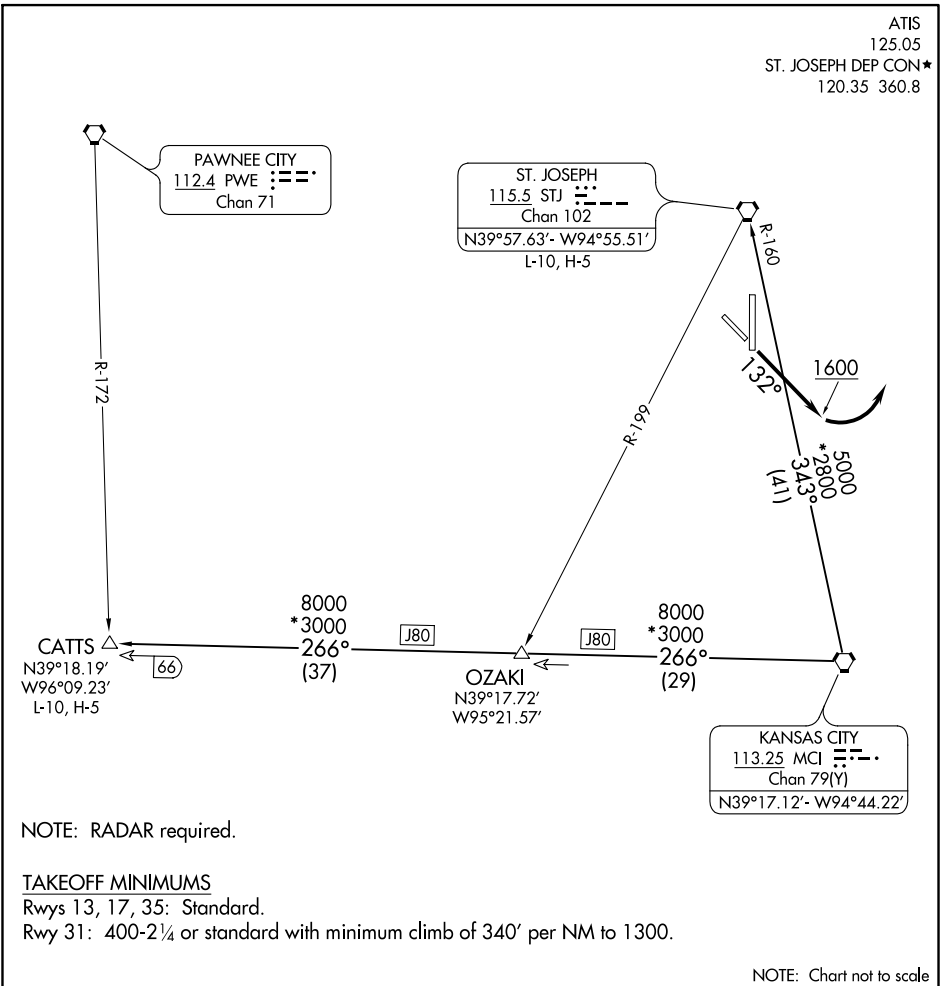 ATIS
125.05
ST. JOSEPH DEP CON★
120.35 360.8
PAWNEE CITY
112.4 PWE
Chan 71
ST. JOSEPH
115.5 STJ
Chan 102
N39°57.63′- W94°55.51′
L-10, H-5
R-160
132°
1600
R-172
R-199
5000
*2800
343°
(41)
CATTS
N39°18.19′
W96°09.23′
L-10, H-5
66
8000
*3000
266°
(37)
J80
OZAKI
N39°17.72′
W95°21.57′
J80
8000
*3000
266°
(29)
KANSAS CITY
113.25 MCI
Chan 79(Y)
N39°17.12′- W94°44.22′
NOTE: RADAR required.
TAKEOFF MINIMUMS
Rwys 13, 17, 35: Standard.
Rwy 31: 400-2¼ or standard with minimum climb of 340′ per NM to 1300.
NOTE: Chart not to scale